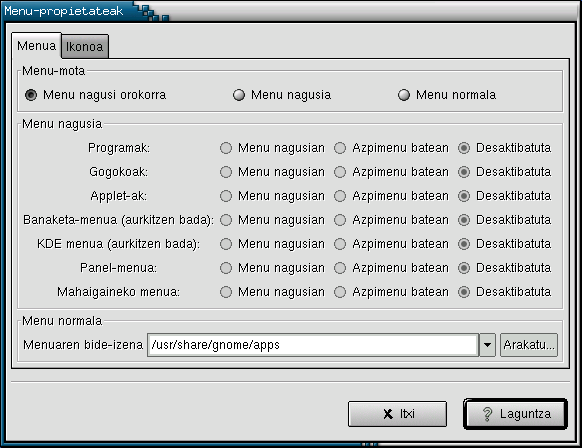 Menu-propietateak
Menua Ikonoa
Menu-mota
Menu nagusi orokorra Menu nagusia Menu normala
Menu nagusia
Programak: Menu nagusian Azpimenu batean Desaktibatuta
Gogokoak: Menu nagusian Azpimenu batean Desaktibatuta
Applet-ak: Menu nagusian Azpimenu batean Desaktibatuta
Banaketa-menua (aurkitzen bada): Menu nagusian Azpimenu batean Desaktibatuta
KDE menua (aurkitzen bada): Menu nagusian Azpimenu batean Desaktibatuta
Panel-menua: Menu nagusian Azpimenu batean Desaktibatuta
Mahaigaineko menua: Menu nagusian Azpimenu batean Desaktibatuta
Menu normala
Menuaren bide-izena /usr/share/gnome/apps Arakatu...
Itxi ? Laguntza